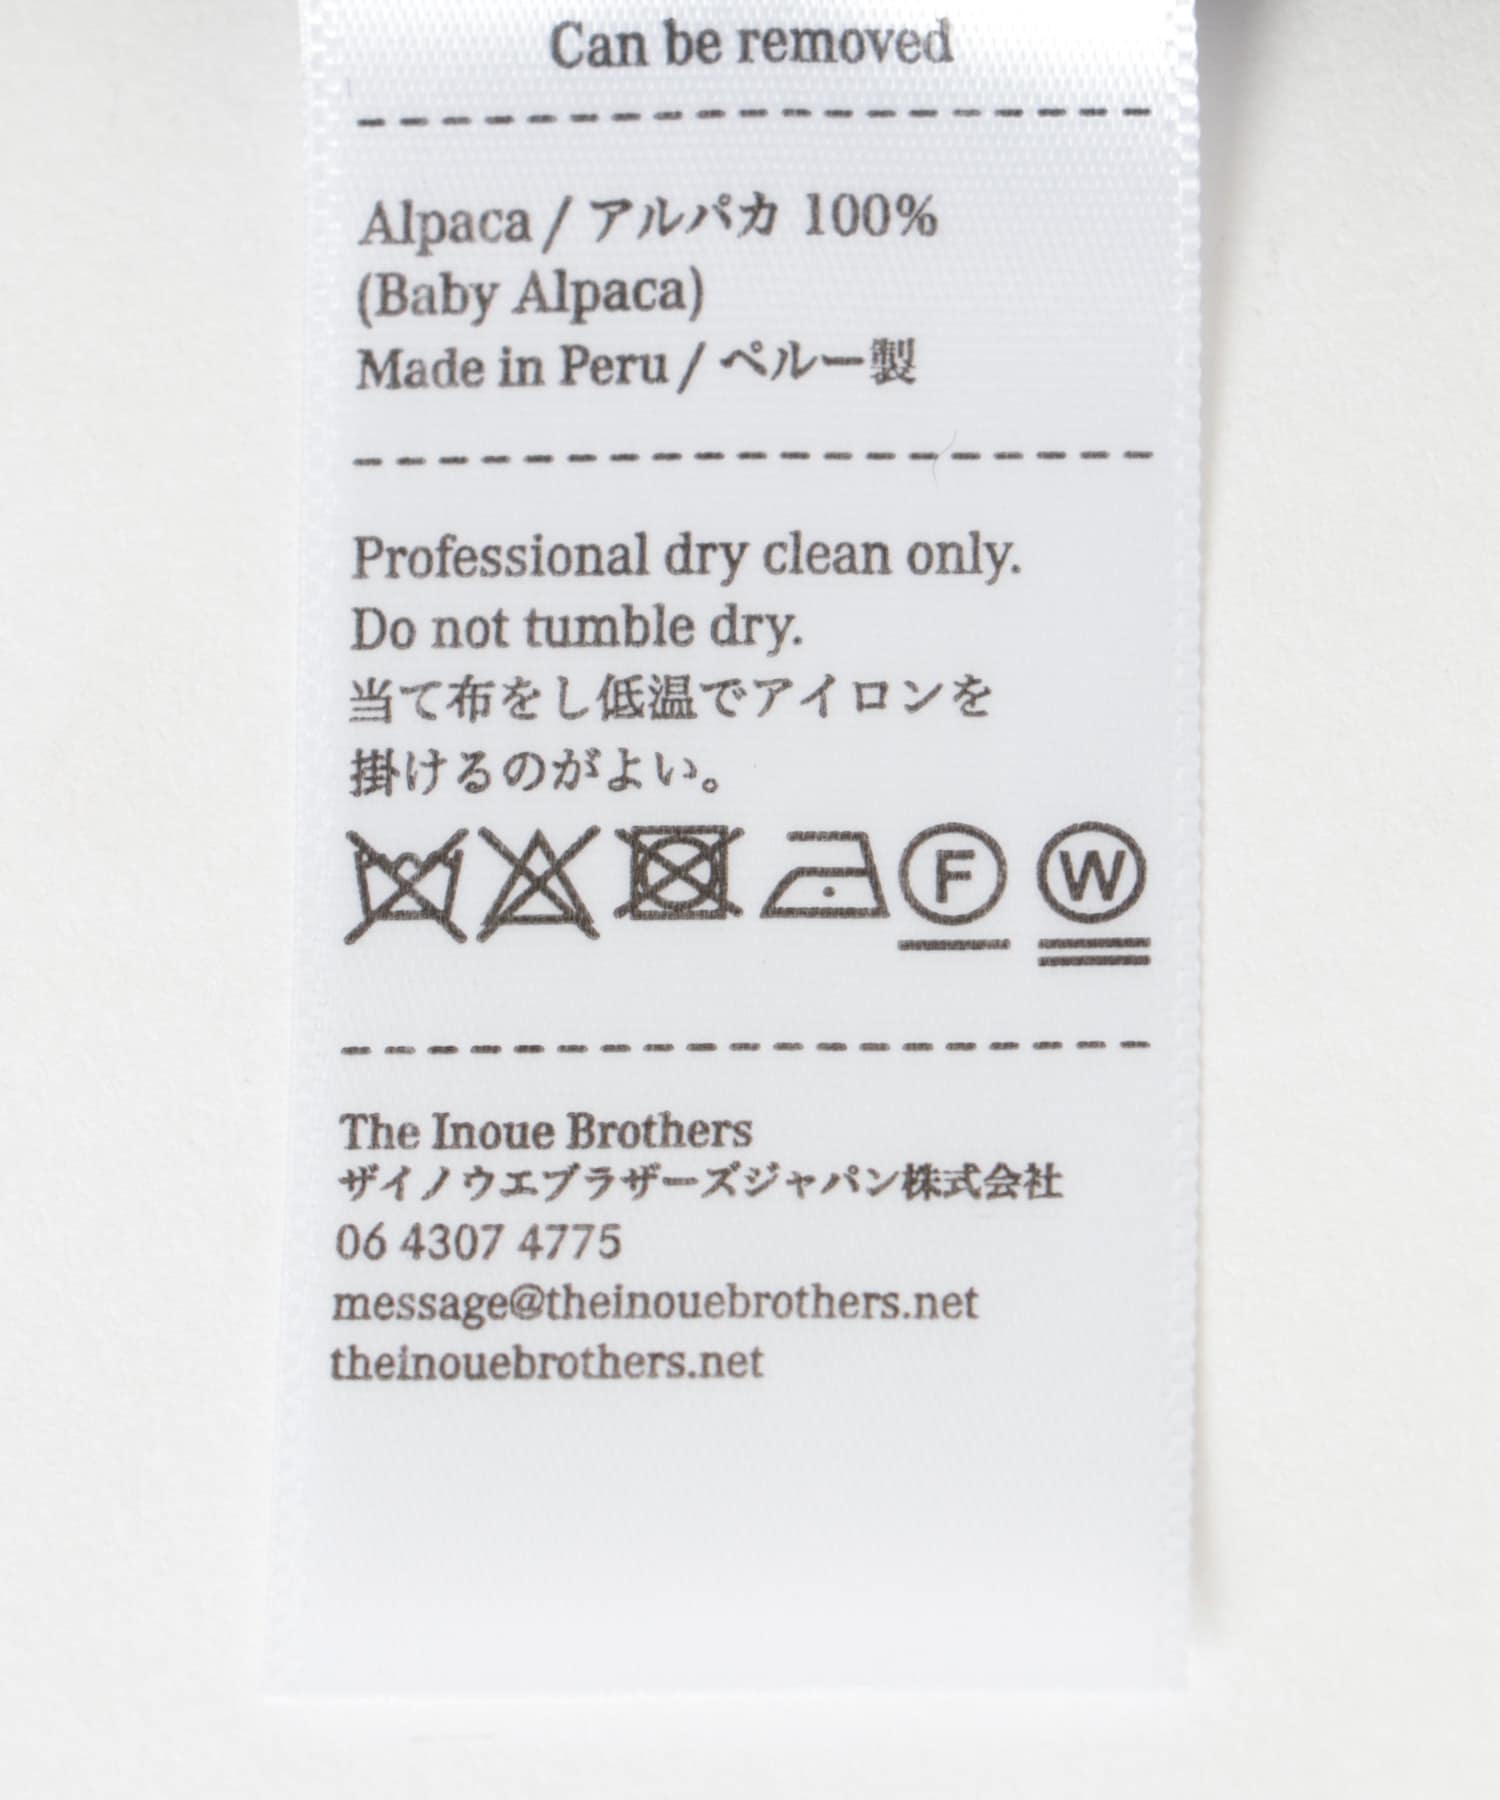 Can be removed
Alpaca / アルパカ 100%
(Baby Alpaca)
Made in Peru / ペルー製
Professional dry clean only.
Do not tumble dry.
当て布をし低温でアイロンを
掛けるのがよい。
F W
The Inoue Brothers
ザイノウエブラザーズジャパン株式会社
06 4307 4775
message@theinouebrothers.net
theinouebrothers.net